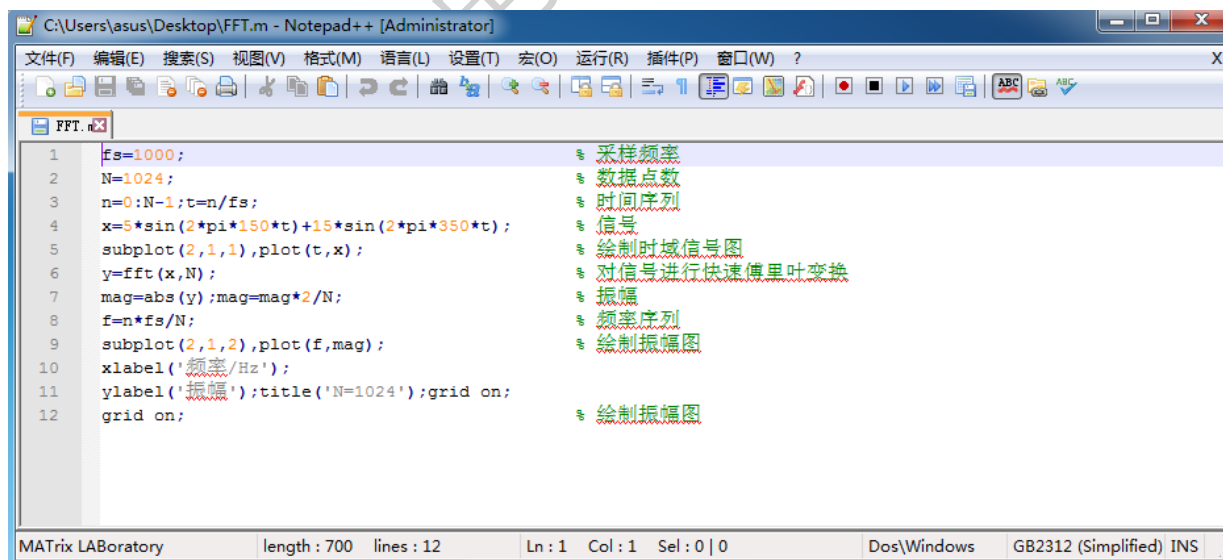 C:\Users\asus\Desktop\FFT.m - Notepad++ [Administrator]
文件(F) 编辑(E) 搜索(S) 视图(V) 格式(M) 语言(L) 设置(T) 宏(O) 运行(R) 插件(P) 窗口(W) ? X
FFT.m
1 fs=1000; % 采样频率
2 N=1024; % 数据点数
3 n=0:N-1;t=n/fs; % 时间序列
4 x=5*sin(2*pi*150*t)+15*sin(2*pi*350*t); % 信号
5 subplot(2,1,1),plot(t,x); % 绘制时域信号图
6 y=fft(x,N); % 对信号进行快速傅里叶变换
7 mag=abs(y);mag=mag*2/N; % 振幅
8 f=n*fs/N; % 频率序列
9 subplot(2,1,2),plot(f,mag); % 绘制振幅图
10 xlabel('频率/Hz');
11 ylabel('振幅');title('N=1024');grid on;
12 grid on; % 绘制振幅图
MATrix LABoratory length : 700 lines : 12 Ln : 1 Col : 1 Sel : 0 | 0 Dos\Windows GB2312 (Simplified) INS